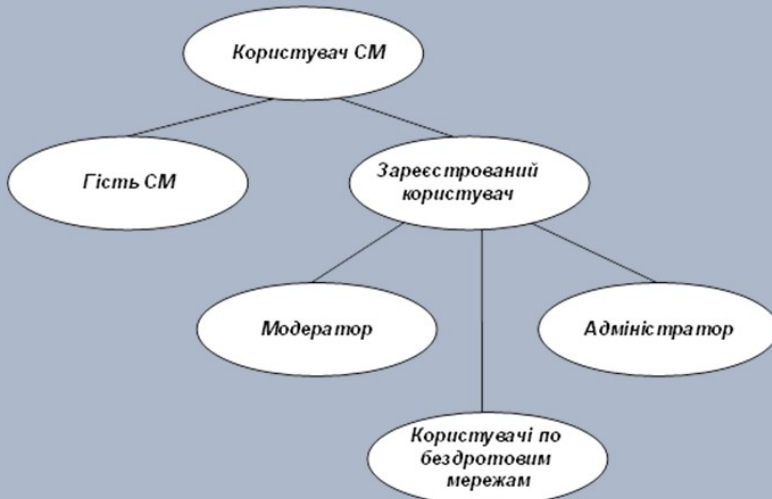 Користувач СМ
Гість СМ
Зареєстрований
користувач
Модератор
Адміністратор
Користувачі по
бездротовим
мережам